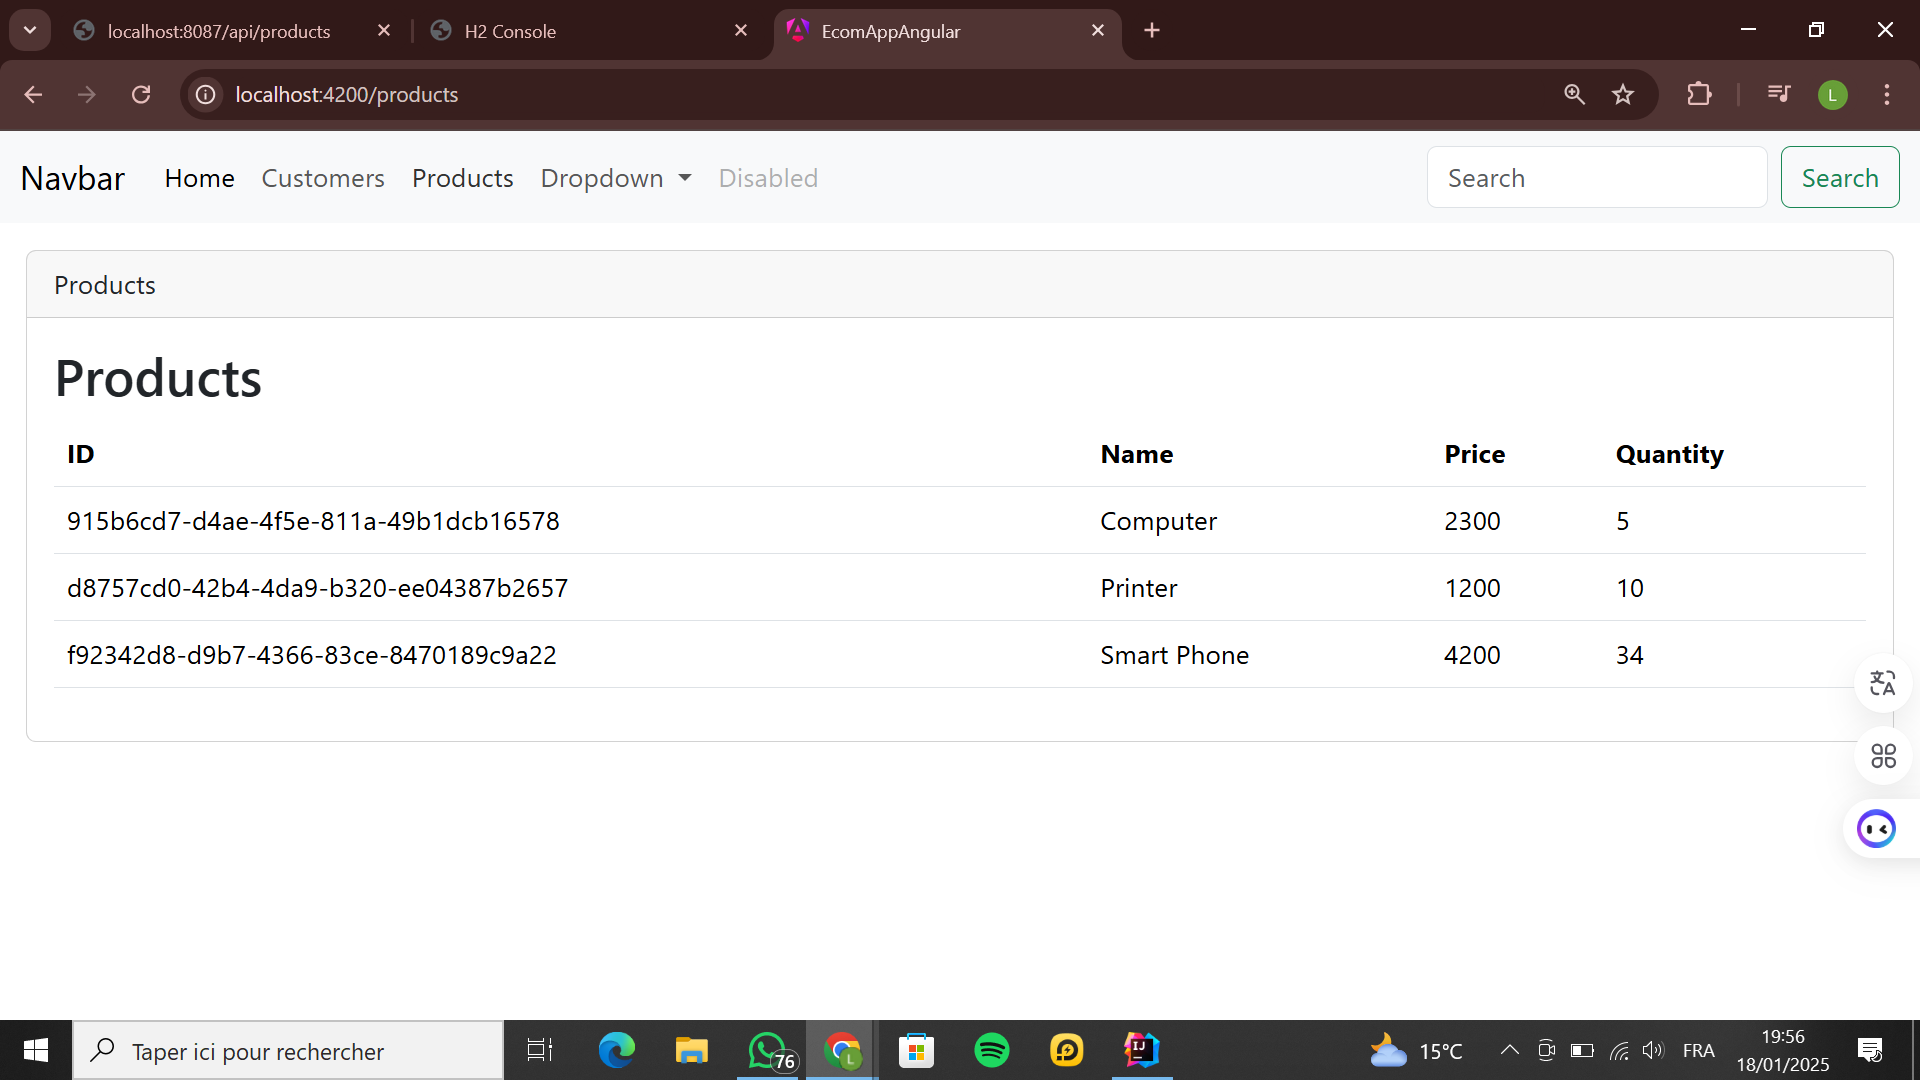 localhost:8087/api/products
H2 Console
EcomAppAngular
localhost:4200/products
L
Navbar Home Customers Products Dropdown Disabled Search Search
Products
Products
ID Name Price Quantity
915b6cd7-d4ae-4f5e-811a-49b1dcb16578 Computer 2300 5
d8757cd0-42b4-4da9-b320-ee04387b2657 Printer 1200 10
f92342d8-d9b7-4366-83ce-8470189c9a22 Smart Phone 4200 34
Taper ici pour rechercher
76
L
IJ
15°C
FRA
19:56
18/01/2025